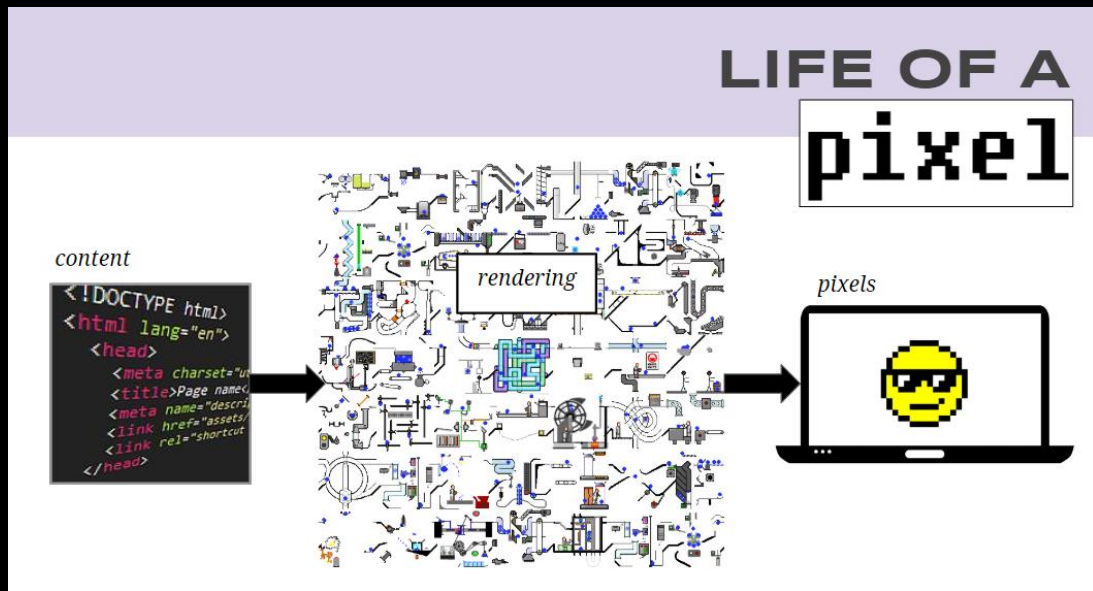 LIFE OF A
pixel
content
<!DOCTYPE html>
<html lang="en">
<head>
<meta charset="u
<title>Page name<
<meta name="descri
<link href="assets/
<link rel="shortcut
</head>
rendering
pixels